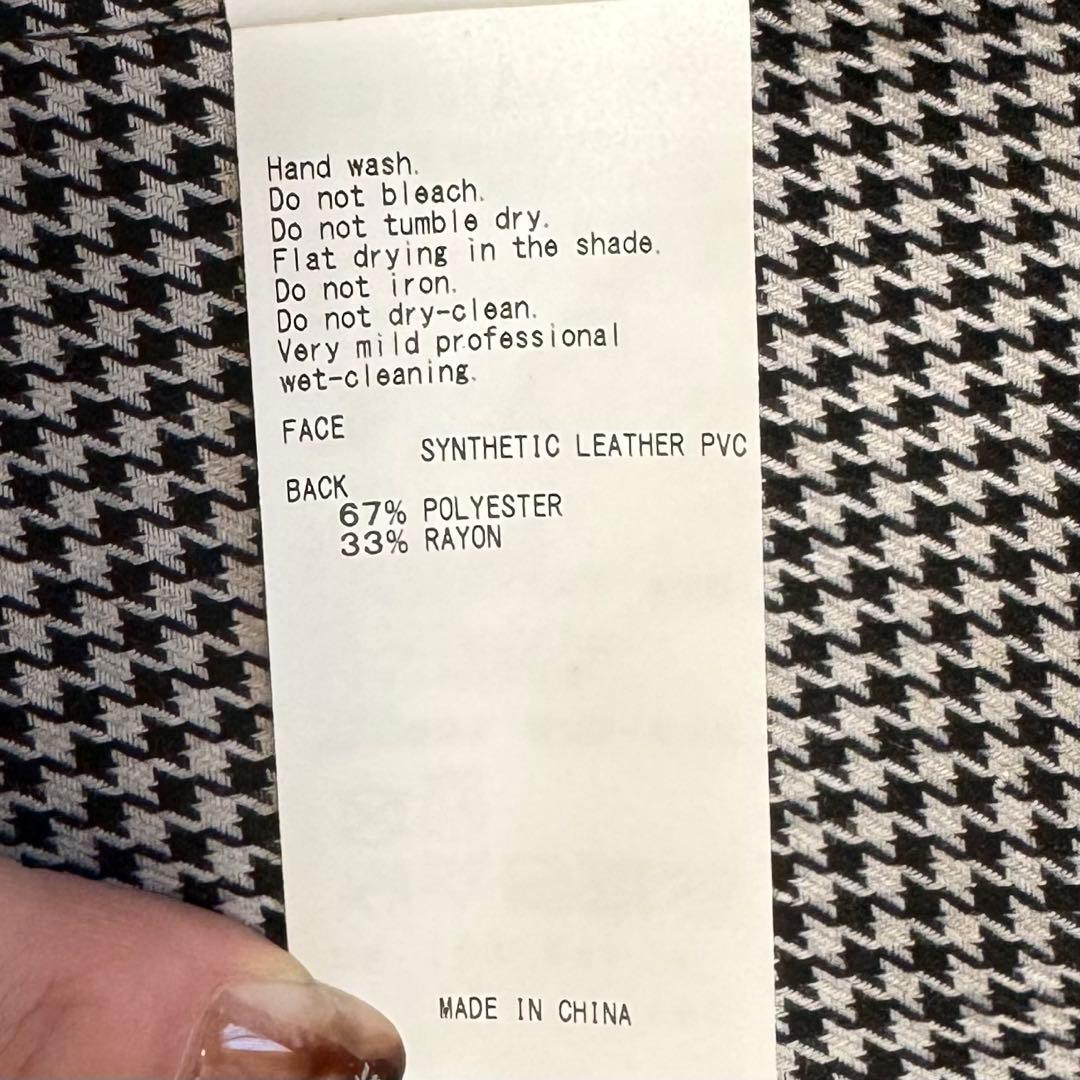 Hand wash.
Do not bleach.
Do not tumble dry.
Flat drying in the shade.
Do not iron.
Do not dry-clean.
Very mild professional
wet-cleaning.
FACE
SYNTHETIC LEATHER PVC
BACK
67% POLYESTER
33% RAYON
MADE IN CHINA